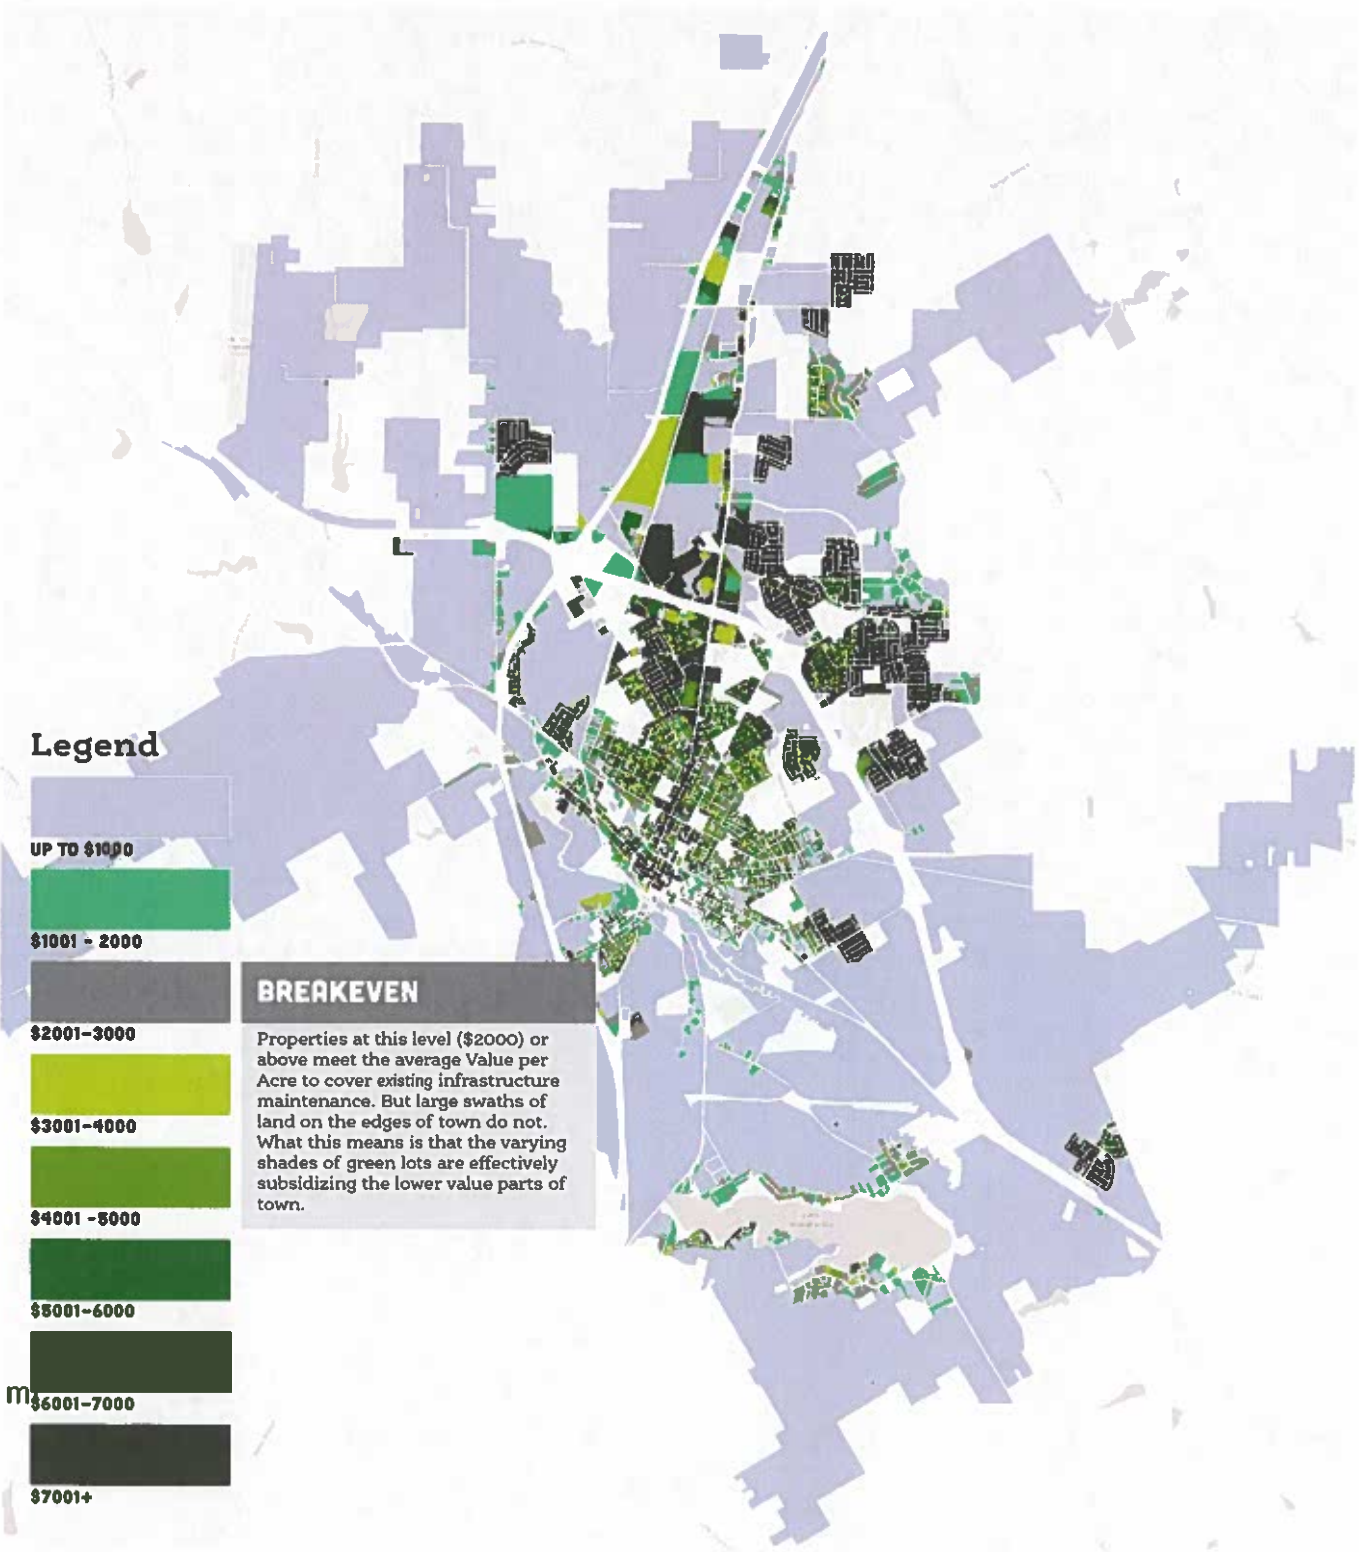 Legend
UP TO $1000
$1001 - 2000
$2001-3000
$3001-4000
$4001 -5000
$5001-6000
$6001-7000
$7001+
BREAKEVEN
Properties at this level ($2000) or
above meet the average Value per
Acre to cover existing infrastructure
maintenance. But large swaths of
land on the edges of town do not.
What this means is that the varying
shades of green lots are effectively
subsidizing the lower value parts of
town.